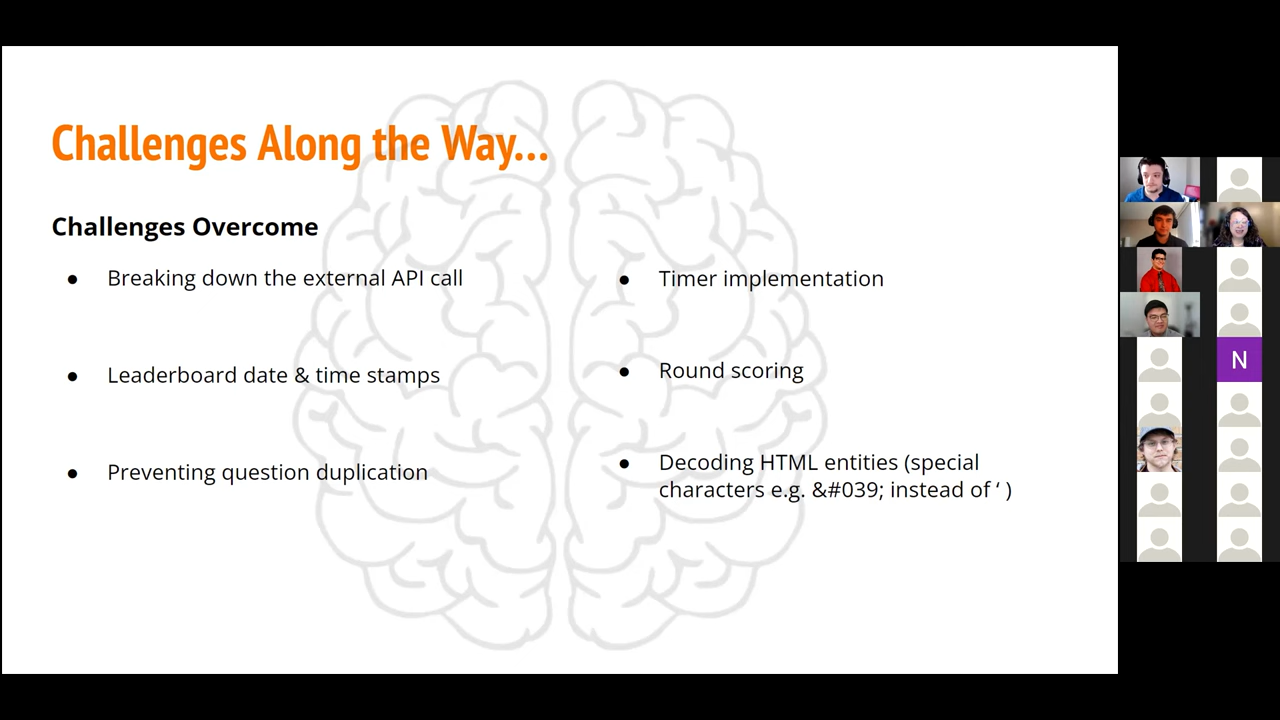 Challenges Along the Way...
Challenges Overcome
● Breaking down the external API call
● Leaderboard date & time stamps
● Preventing question duplication
● Timer implementation
● Round scoring
● Decoding HTML entities (special
characters e.g. &#039; instead of ‘ )
N